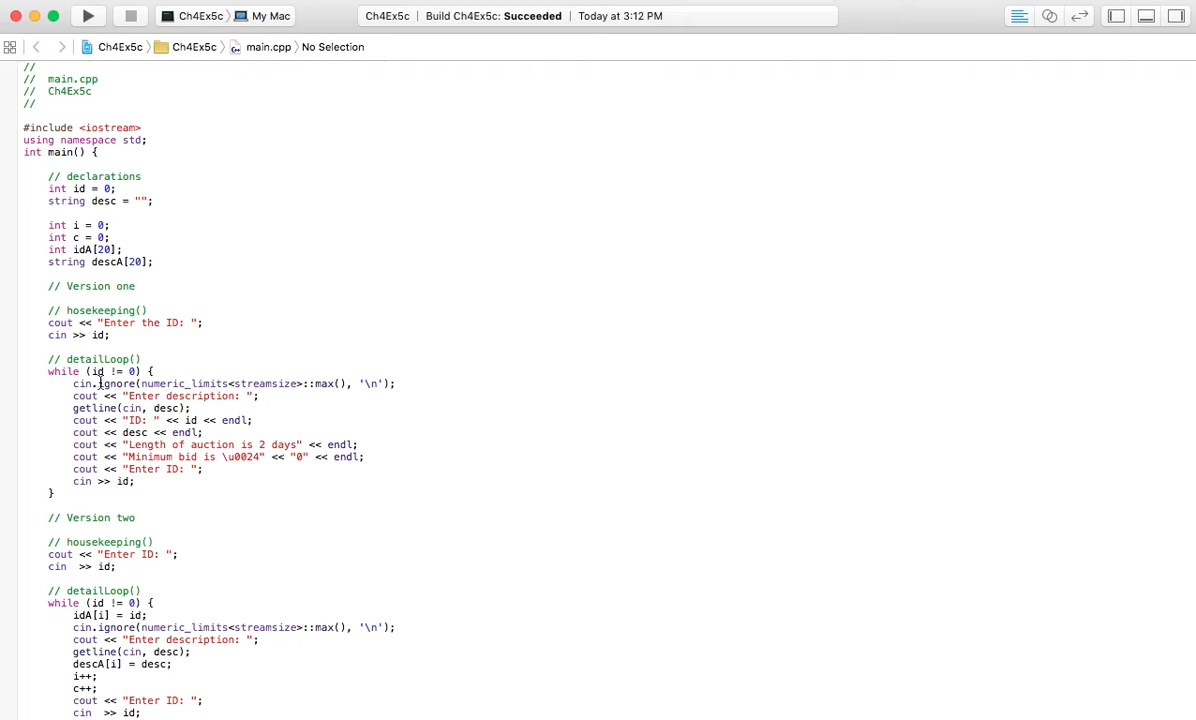 Ch4Ex5c My Mac Ch4Ex5c | Build Ch4Ex5c: Succeeded | Today at 3:12 PM
Ch4Ex5c Ch4Ex5c main.cpp No Selection
//
//  main.cpp
//  Ch4Ex5c
//
#include <iostream>
using namespace std;
int main() {
// declarations
int id = 0;
string desc = "";
int i = 0;
int c = 0;
int idA[20];
string descA[20];
// Version one
// hosekeeping()
cout << "Enter the ID: ";
cin >> id;
// detailLoop()
while (id != 0) {
cin.ignore(numeric_limits<streamsize>::max(), '\n');
cout << "Enter description: ";
getline(cin, desc);
cout << "ID: " << id << endl;
cout << desc << endl;
cout << "Length of auction is 2 days" << endl;
cout << "Minimum bid is \u0024" << "0" << endl;
cout << "Enter ID: ";
cin >> id;
}
// Version two
// housekeeping()
cout << "Enter ID: ";
cin  >> id;
// detailLoop()
while (id != 0) {
idA[i] = id;
cin.ignore(numeric_limits<streamsize>::max(), '\n');
cout << "Enter description: ";
getline(cin, desc);
descA[i] = desc;
i++;
c++;
cout << "Enter ID: ";
cin  >> id;